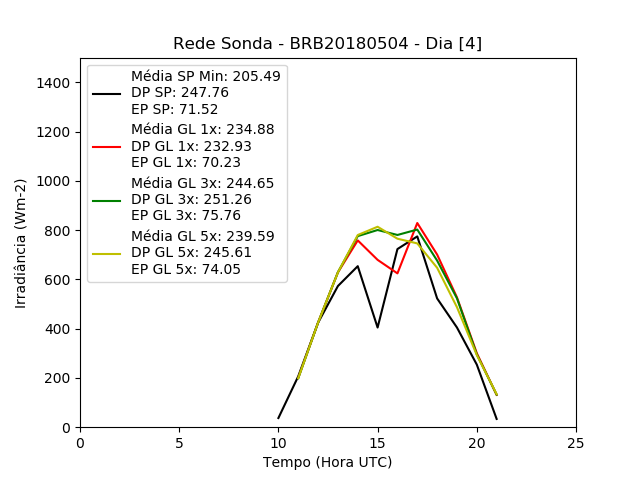 Rede Sonda - BRB20180504 - Dia [4]
Média SP Min: 205.49
DP SP: 247.76
EP SP: 71.52
Média GL 1x: 234.88
DP GL 1x: 232.93
EP GL 1x: 70.23
Média GL 3x: 244.65
DP GL 3x: 251.26
EP GL 3x: 75.76
Média GL 5x: 239.59
DP GL 5x: 245.61
EP GL 5x: 74.05
Irradiância (Wm-2)
1400
1200
1000
800
600
400
200
0
0 5 10 15 20 25
Tempo (Hora UTC)